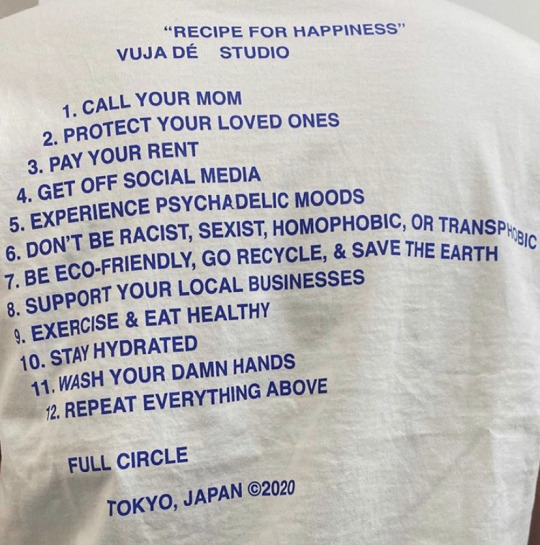 “RECIPE FOR HAPPINESS”
VUJA DÉ STUDIO
1. CALL YOUR MOM
2. PROTECT YOUR LOVED ONES
3. PAY YOUR RENT
4. GET OFF SOCIAL MEDIA
5. EXPERIENCE PSYCHADELIC MOODS
6. DON'T BE RACIST, SEXIST, HOMOPHOBIC, OR TRANSPHOBIC
7. BE ECO-FRIENDLY, GO RECYCLE, & SAVE THE EARTH
8. SUPPORT YOUR LOCAL BUSINESSES
9. EXERCISE & EAT HEALTHY
10. STAY HYDRATED
11. WASH YOUR DAMN HANDS
12. REPEAT EVERYTHING ABOVE
FULL CIRCLE
TOKYO, JAPAN ©2020